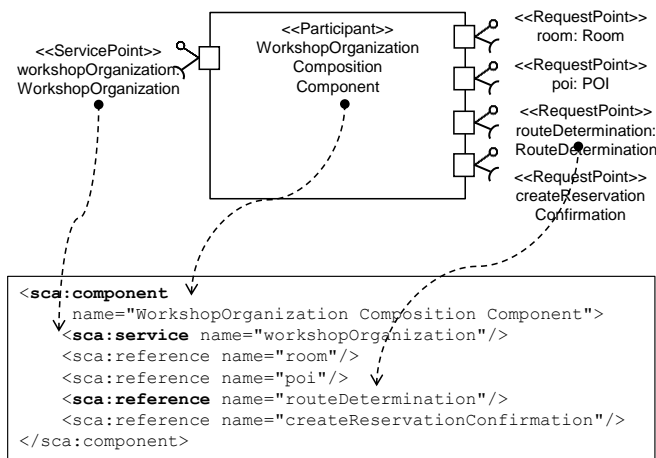 <<ServicePoint>>
workshopOrganization:
WorkshopOrganization
<<Participant>>
WorkshopOrganization
Composition
Component
<<RequestPoint>>
room: Room
<<RequestPoint>>
poi: POI
<<RequestPoint>>
routeDetermination:
RouteDetermination
<<RequestPoint>>
createReservation
Confirmation
<sca:component
name="WorkshopOrganization Composition Component">
<sca:service name="workshopOrganization"/>
<sca:reference name="room"/>
<sca:reference name="poi"/>
<sca:reference name="routeDetermination"/>
<sca:reference name="createReservationConfirmation"/>
</sca:component>